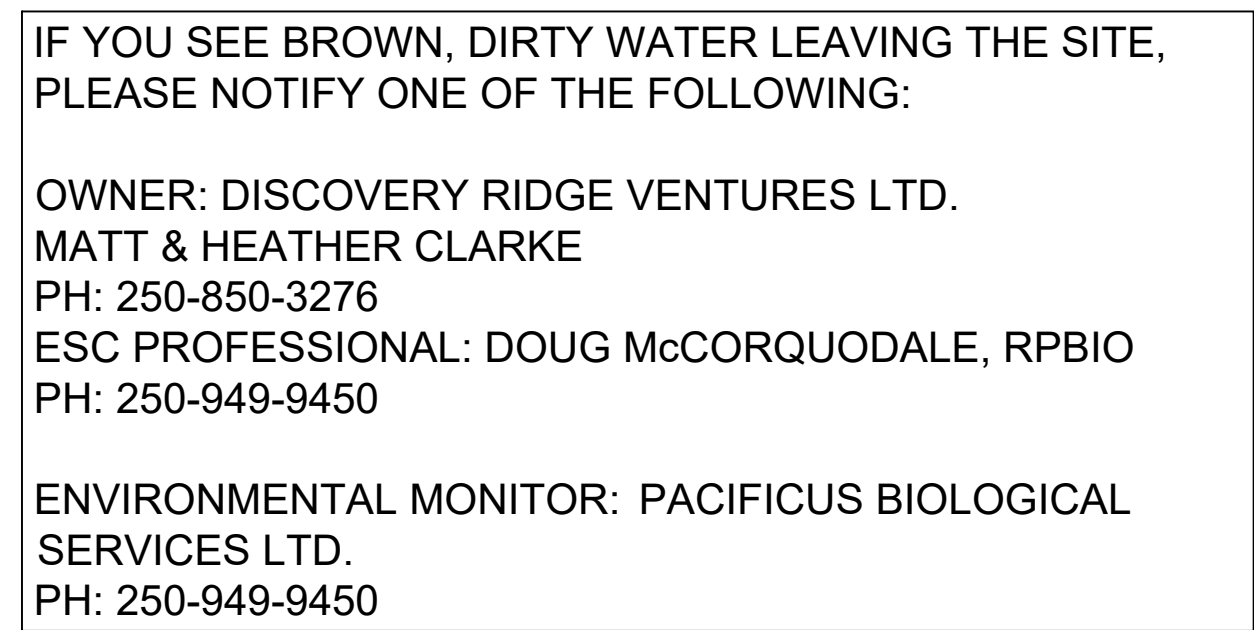 IF YOU SEE BROWN, DIRTY WATER LEAVING THE SITE,
PLEASE NOTIFY ONE OF THE FOLLOWING:
OWNER: DISCOVERY RIDGE VENTURES LTD.
MATT & HEATHER CLARKE
PH: 250-850-3276
ESC PROFESSIONAL: DOUG McCORQUODALE, RPBIO
PH: 250-949-9450
ENVIRONMENTAL MONITOR: PACIFICUS BIOLOGICAL
SERVICES LTD.
PH: 250-949-9450